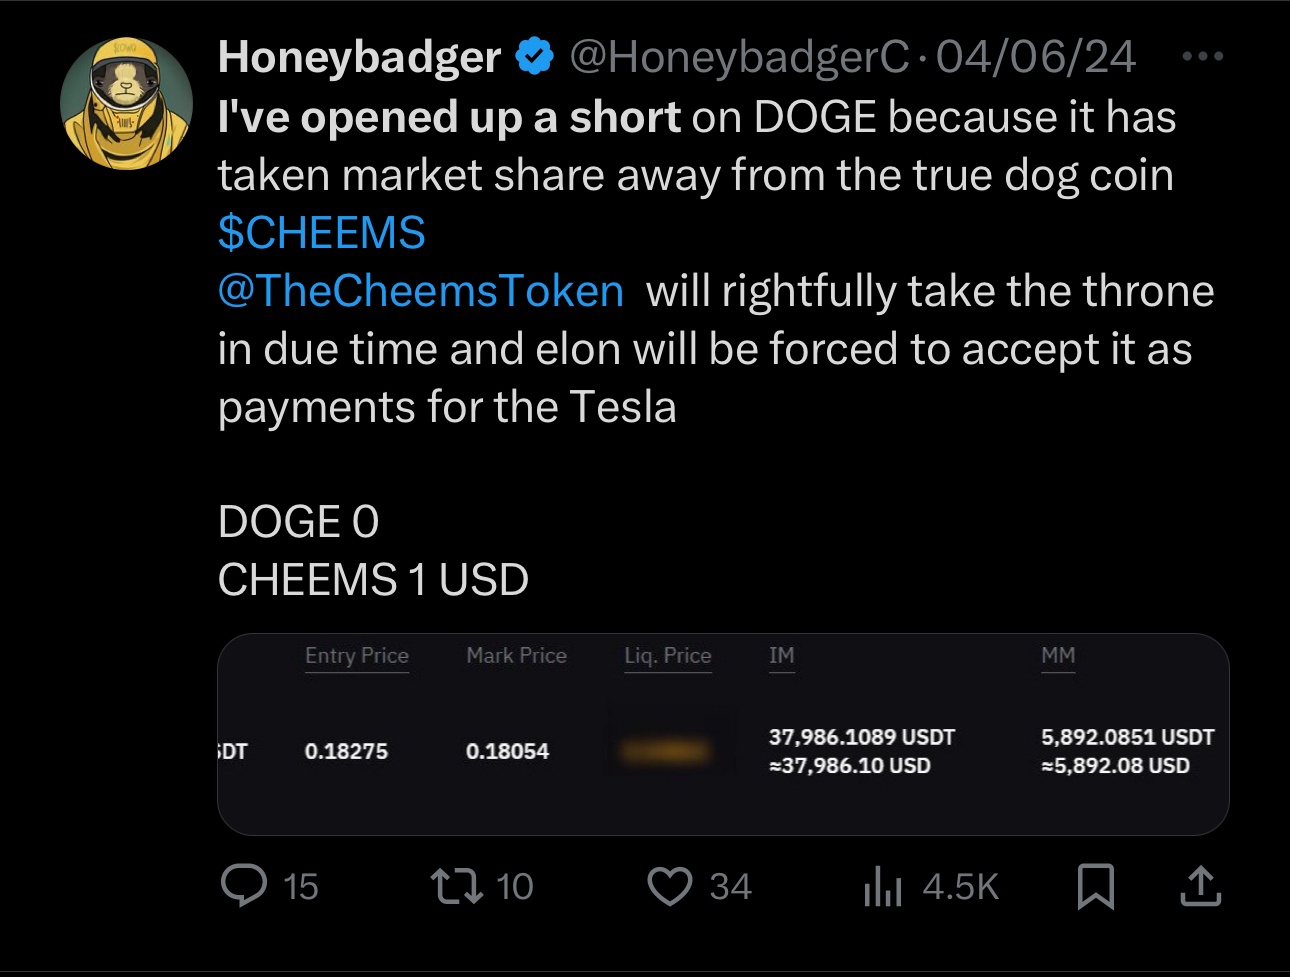 Honeybadger @HoneybadgerC · 04/06/24
I've opened up a short on DOGE because it has
taken market share away from the true dog coin
$CHEEMS
@TheCheemsToken will rightfully take the throne
in due time and elon will be forced to accept it as
payments for the Tesla
DOGE 0
CHEEMS 1 USD
Entry Price Mark Price Liq. Price IM MM
SDT 0.18275 0.18054 37,986.1089 USDT 5,892.0851 USDT
≈37,986.10 USD ≈5,892.08 USD
15 10 34 4.5K